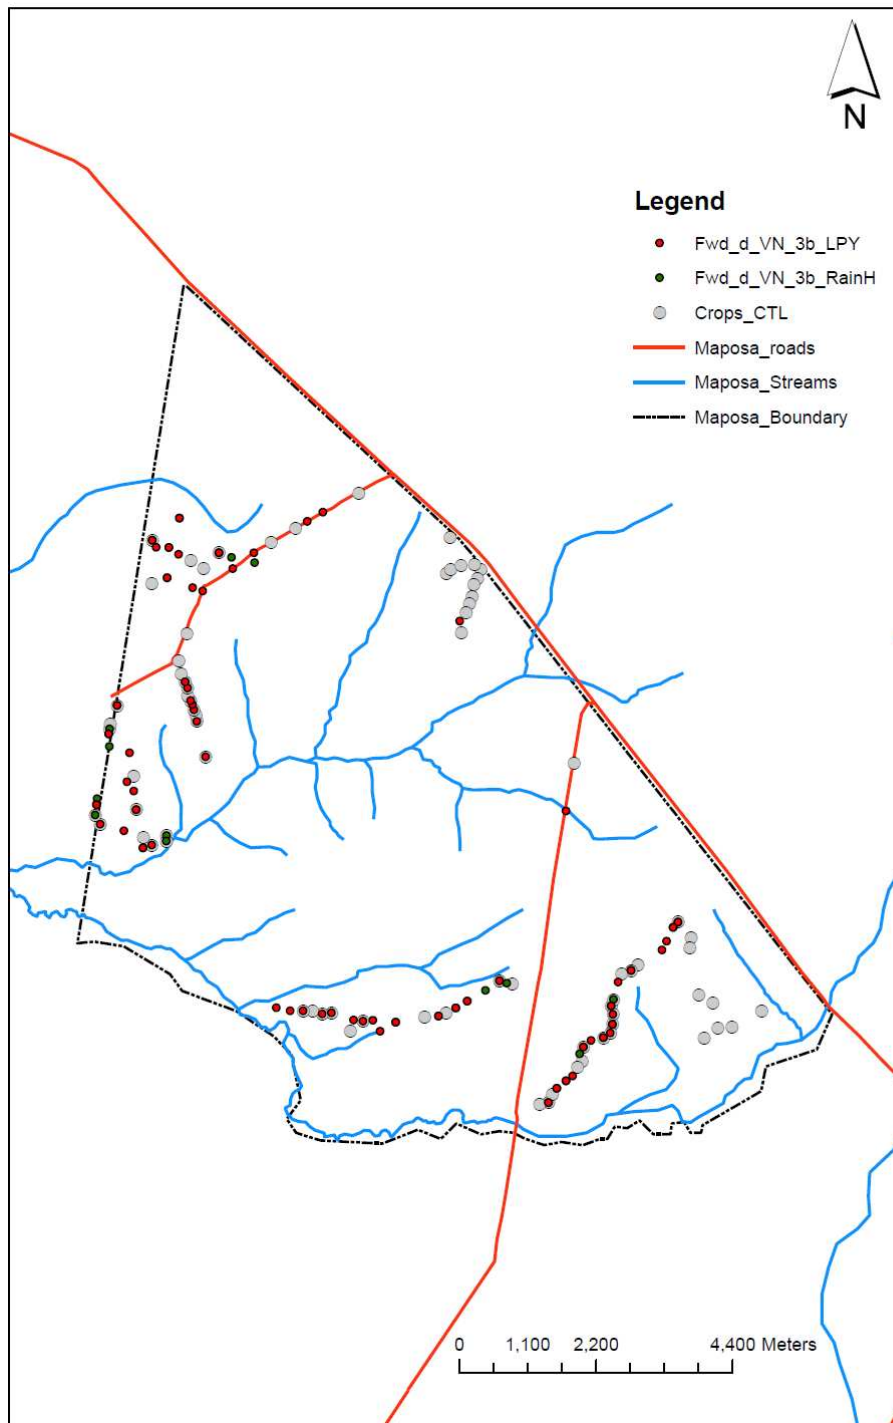 N
Legend
Fwd_d_VN_3b_LPY
Fwd_d_VN_3b_RainH
Crops_CTL
Maposa_roads
Maposa_Streams
Maposa_Boundary
0 1,100 2,200 4,400 Meters